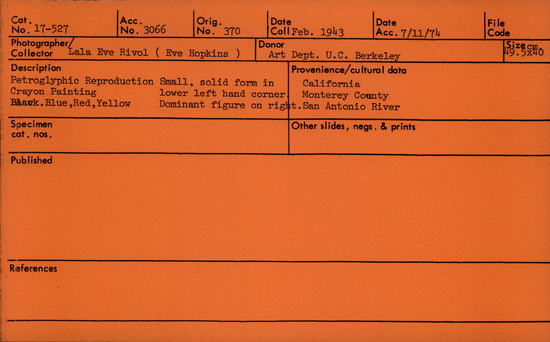 Cat. No. 17-527 Acc. No. 3066 Orig. No. 370 Date Coll Feb. 1943 Date Acc. 7/11/74 File Code
Photographer/ Collector Lala Eve Rivol ( Eve Hopkins ) Donor Art Dept. U.C. Berkeley Size cm 49.5x40
Description Provenience/cultural data
Petroglyphic Reproduction Small, solid form in California
Crayon Painting lower left hand corner. Monterey County
Black.Blue,Red,Yellow Dominant figure on right. San Antonio River
Specimen cat. nos. Other slides, negs. & prints
Published
References